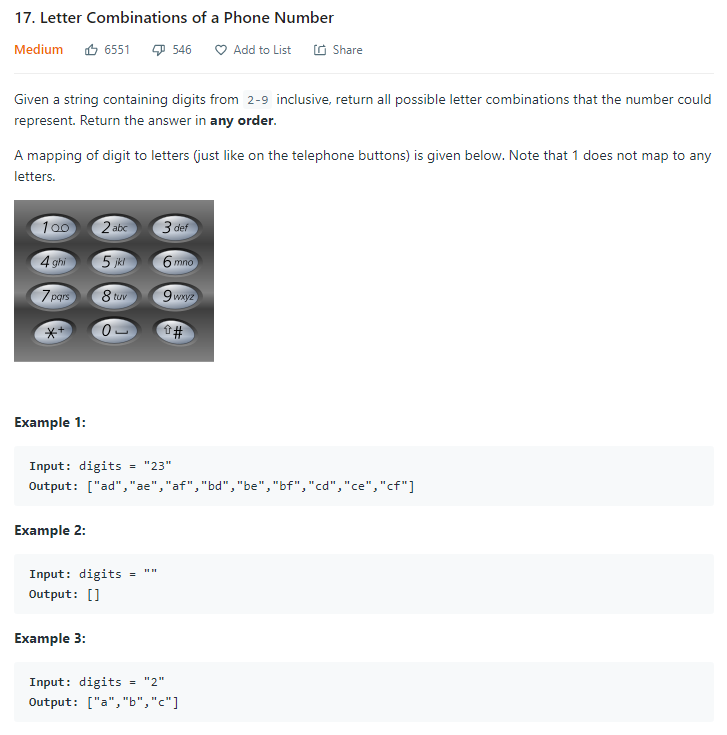 17. Letter Combinations of a Phone Number
Medium 6551 546 Add to List Share
Given a string containing digits from 2-9 inclusive, return all possible letter combinations that the number could
represent. Return the answer in any order.
A mapping of digit to letters (just like on the telephone buttons) is given below. Note that 1 does not map to any
letters.
1 2 abc 3 def
4 ghi 5 jkl 6 mno
7 pqrs 8 tuv 9 wxyz
*+ 0 #
Example 1:
Input: digits = "23"
Output: ["ad","ae","af","bd","be","bf","cd","ce","cf"]
Example 2:
Input: digits = ""
Output: []
Example 3:
Input: digits = "2"
Output: ["a","b","c"]